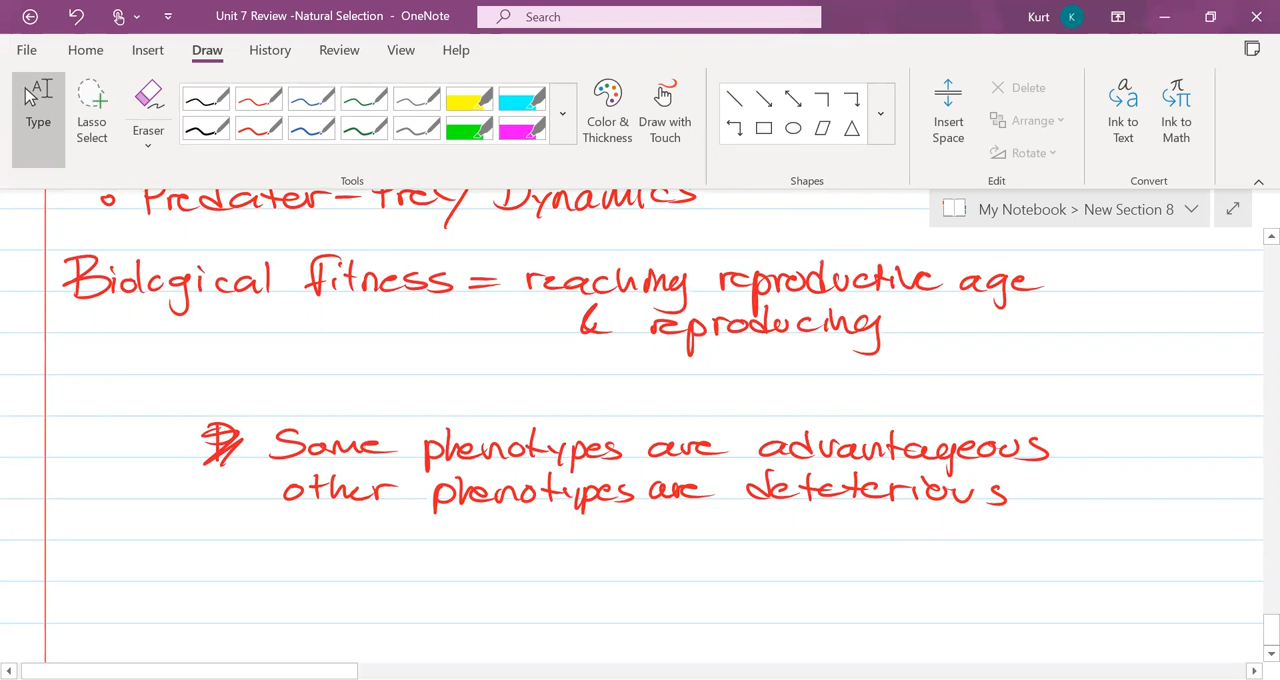 Unit 7 Review -Natural Selection - OneNote
Search
Kurt
K
File Home Insert Draw History Review View Help
Type
Lasso Select
Eraser
Color & Thickness
Draw with Touch
Insert Space
Delete
Arrange
Rotate
Ink to Text
Ink to Math
Tools
Shapes
Edit
Convert
My Notebook > New Section 8
• Predater - Prey Dynamics
Biological fitness = reaching reproductive age
& reproducing
Some phenotypes are advantageous
other phenotypes are deteterious